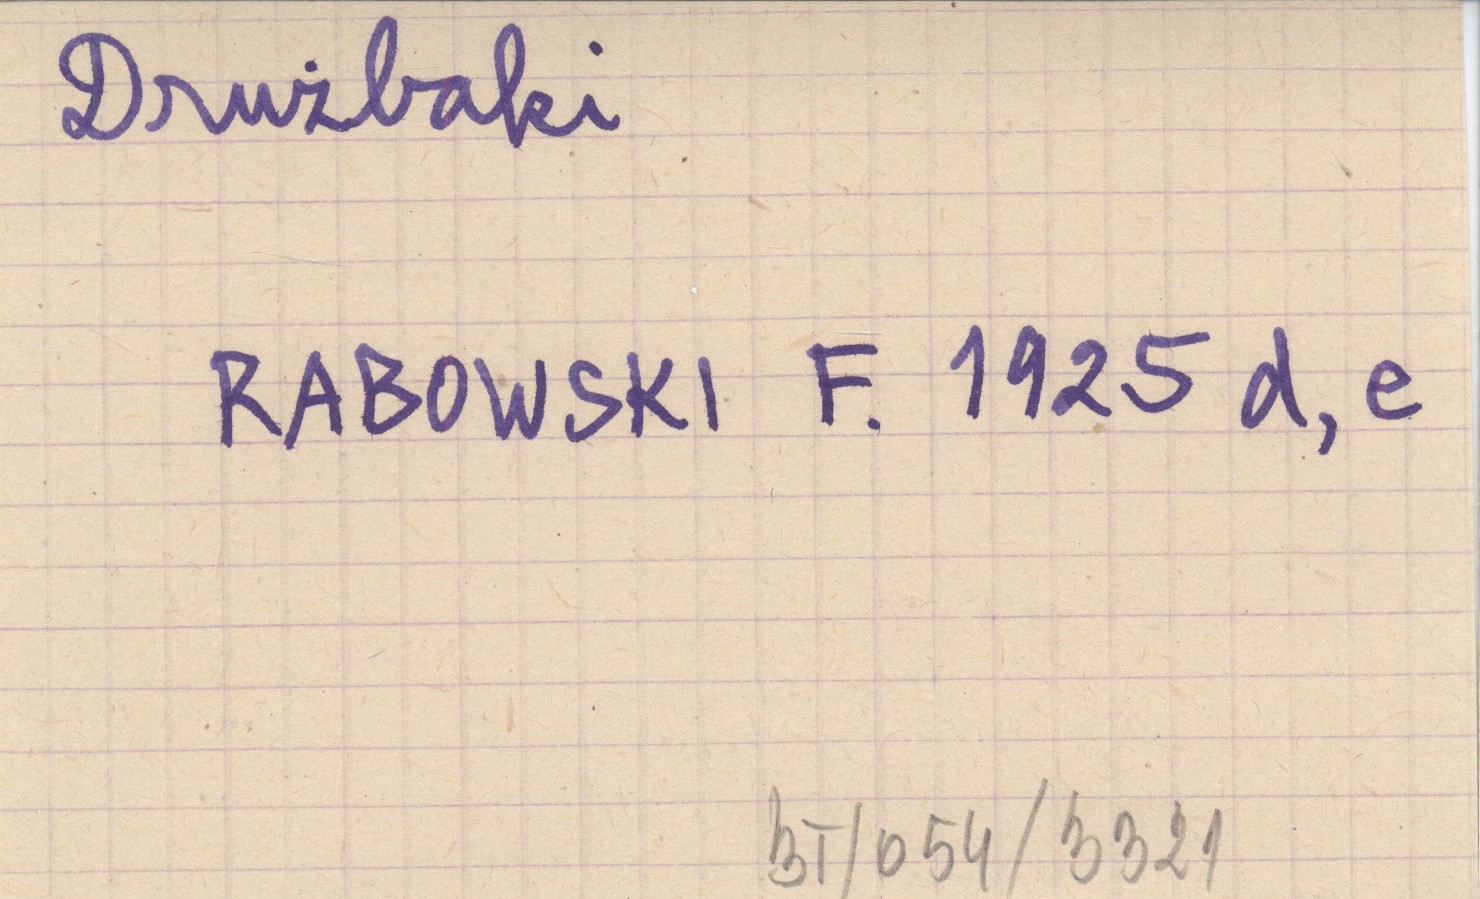 Drużbaki
RABOWSKI F. 1925 d, e
BT/054/3321